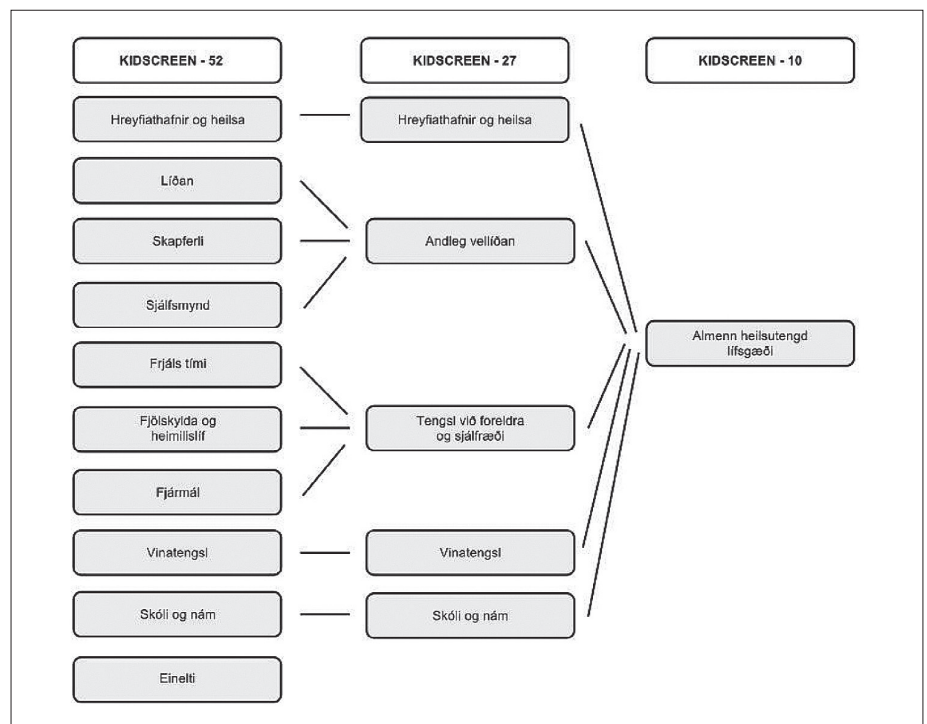 KIDSCREEN - 52
KIDSCREEN - 27
KIDSCREEN - 10
Hreyfiathafnir og heilsa
Hreyfiathafnir og heilsa
Líðan
Skapferli
Andleg vellíðan
Sjálfsmynd
Almenn heilsutengd
lífsgæði
Frjáls tími
Fjölskylda og
heimilislíf
Tengsl við foreldra
og sjálfræði
Fjármál
Vinatengsl
Vinatengsl
Skóli og nám
Skóli og nám
Einelti